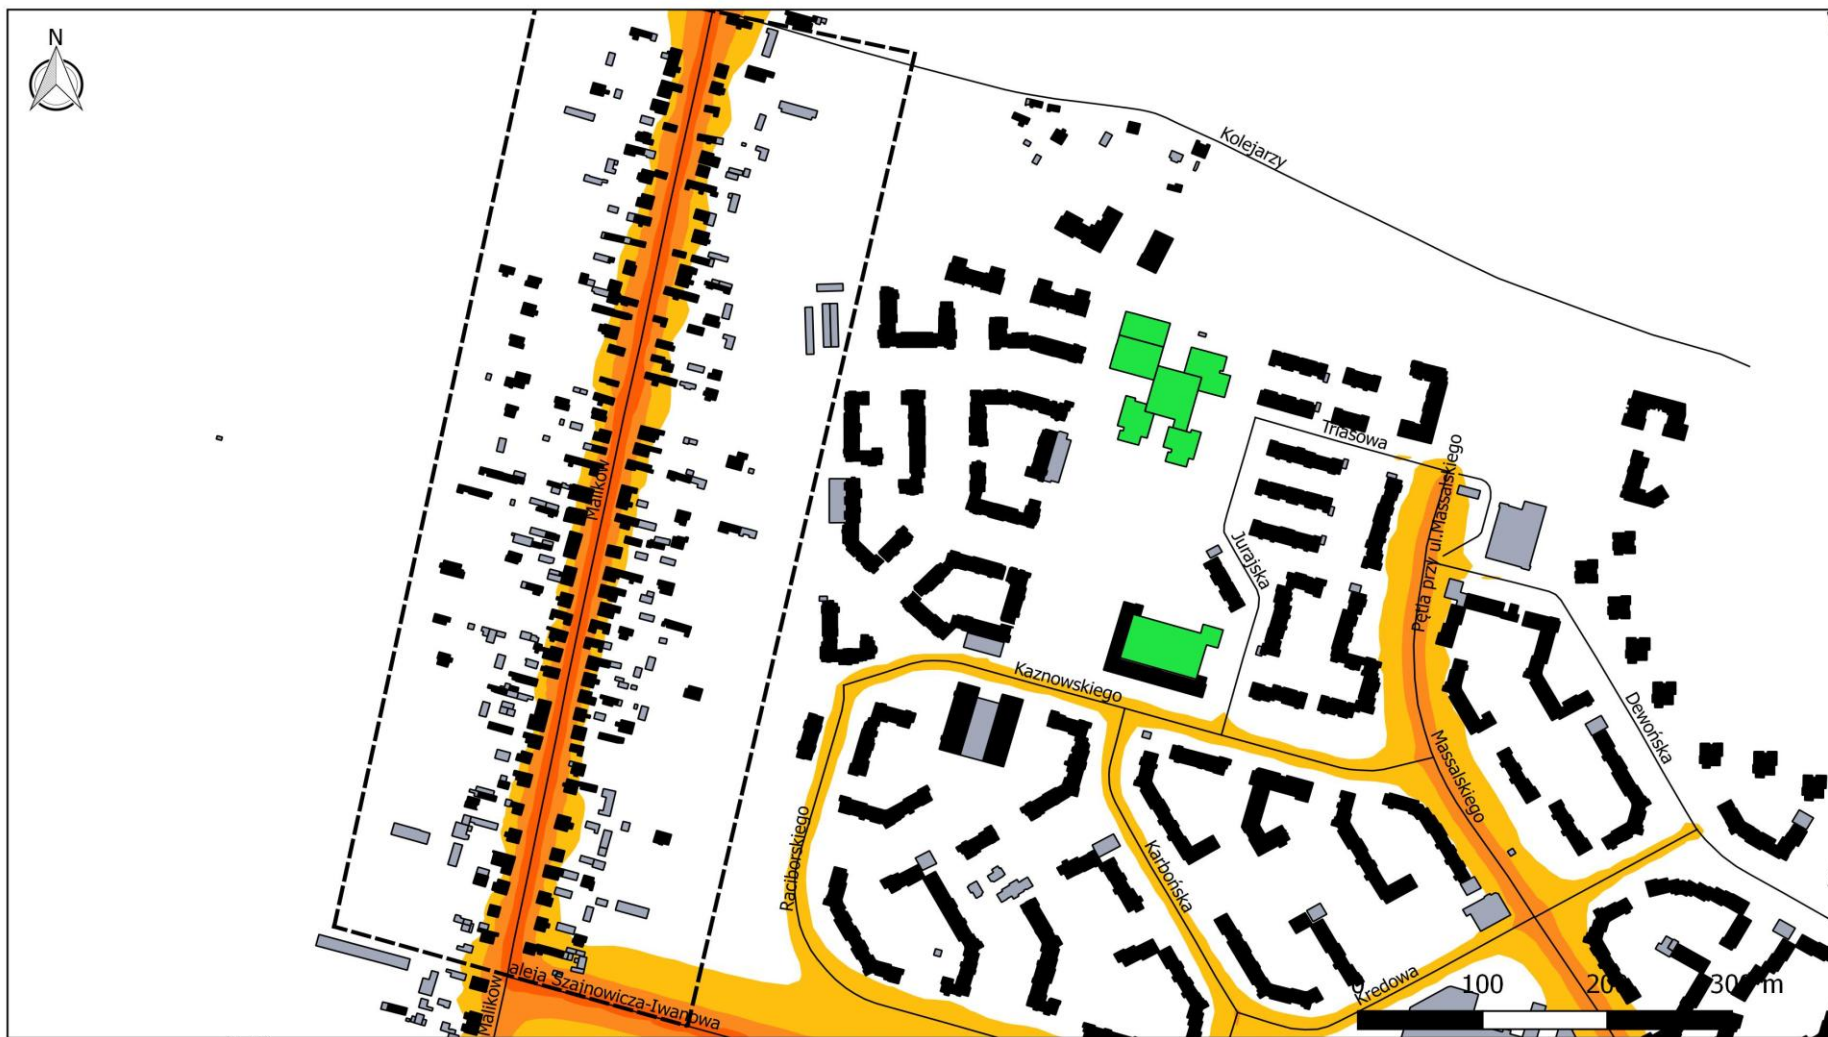 N
Kolejarzy
Triasowa
Pętla przy ul.Massalskiego
Malików
Jurajska
Kaznowskiego
Dewońska
Massalskiego
Raciborskiego
Karbońska
Kredowa
aleja Szajnowicza-Iwanowa
Malików
0 100 200 300 m